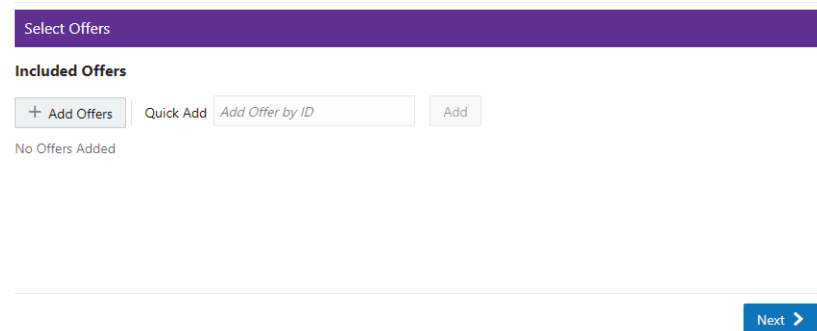 Select Offers
Included Offers
+ Add Offers Quick Add Add Offer by ID Add
No Offers Added
Next